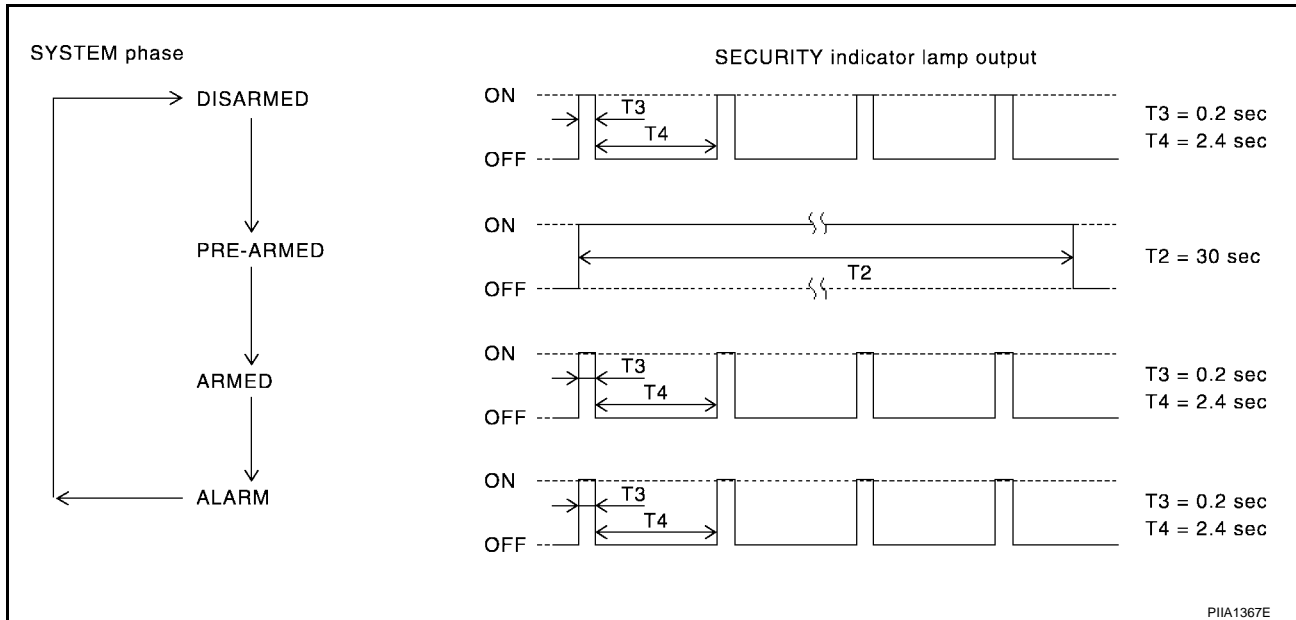 SYSTEM phase
SECURITY indicator lamp output
DISARMED
ON
T3
T4
OFF
T3 = 0.2 sec
T4 = 2.4 sec
PRE-ARMED
ON
T2
OFF
T2 = 30 sec
ARMED
ON
T3
T4
OFF
T3 = 0.2 sec
T4 = 2.4 sec
ALARM
ON
T3
T4
OFF
T3 = 0.2 sec
T4 = 2.4 sec
PIIA1367E